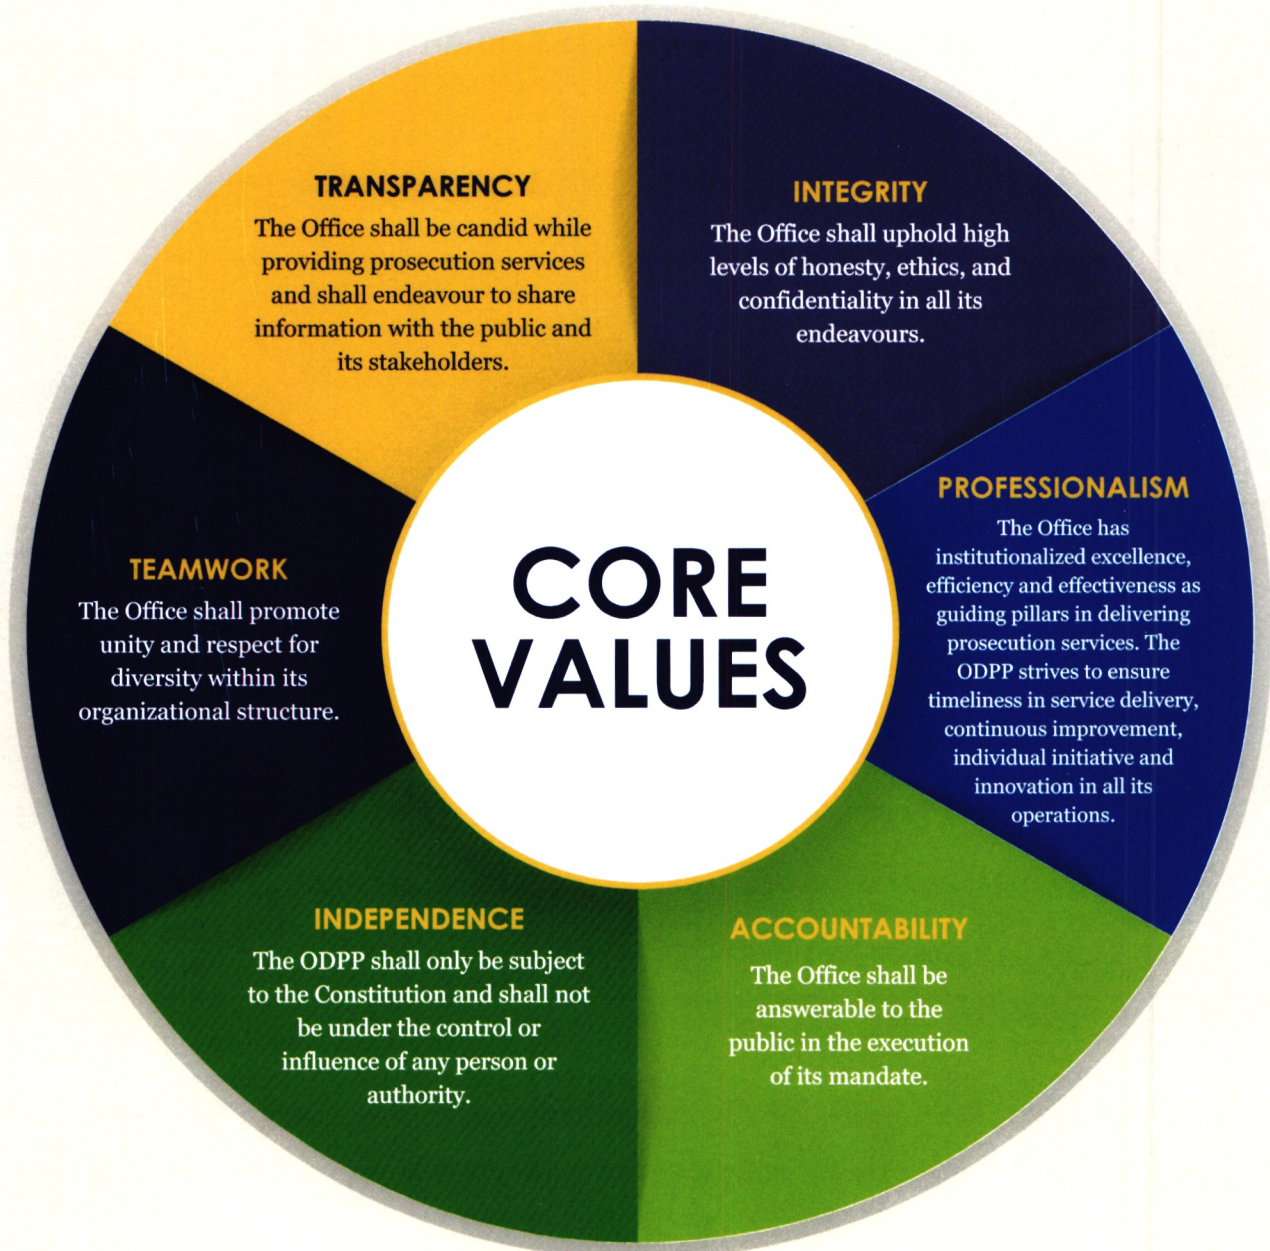 TRANSPARENCY
The Office shall be candid while
providing prosecution services
and shall endeavour to share
information with the public and
its stakeholders.
INTEGRITY
The Office shall uphold high
levels of honesty, ethics, and
confidentiality in all its
endeavours.
PROFESSIONALISM
The Office has
institutionalized excellence,
efficiency and effectiveness as
guiding pillars in delivering
prosecution services. The
ODPP strives to ensure
timeliness in service delivery,
continuous improvement,
individual initiative and
innovation in all its
operations.
TEAMWORK
The Office shall promote
unity and respect for
diversity within its
organizational structure.
CORE
VALUES
INDEPENDENCE
The ODPP shall only be subject
to the Constitution and shall not
be under the control or
influence of any person or
authority.
ACCOUNTABILITY
The Office shall be
answerable to the
public in the execution
of its mandate.